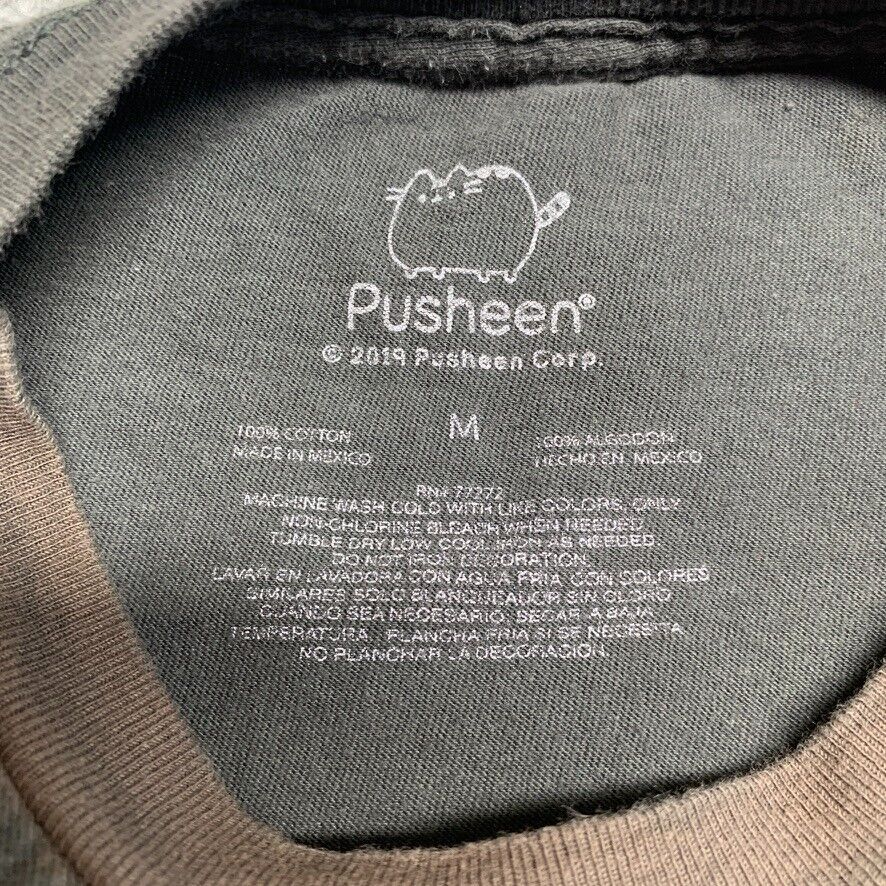 Pusheen®
© 2019 Pusheen Corp.
M
100% COTTON
MADE IN MEXICO
100% ALGODON
HECHO EN MEXICO
RN# 77272
MACHINE WASH COLD WITH LIKE COLORS, ONLY
NON-CHLORINE BLEACH WHEN NEEDED
TUMBLE DRY LOW COOL IRON AS NEEDED
DO NOT IRON DECORATION.
LAVAR EN LAVADORA CON AGUA FRIA CON COLORES
SIMILARES SOLO BLANQUEADOR SIN CLORO
CUANDO SEA NECESARIO, SECAR A BAJA
TEMPERATURA. PLANCHA FRIA SI SE NECESITA
NO PLANCHAR LA DECORACION.